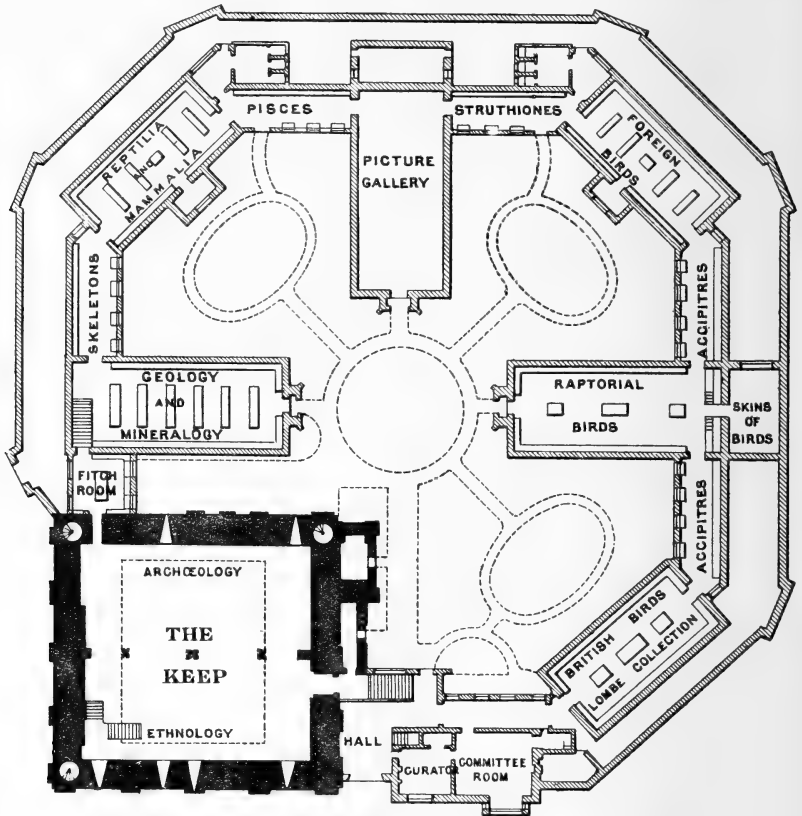 PISCES
STRUTHIONES
REPTILIA
AND
MAMMALIA
PICTURE
GALLERY
FOREIGN
BIRDS
SKELETONS
ACCIPITRES
GEOLOGY
AND
MINERALOGY
RAPTORIAL
BIRDS
SKINS
OF
BIRDS
FITCH
ROOM
ACCIPITRES
ARCHŒOLOGY
THE
KEEP
ETHNOLOGY
BRITISH BIRDS
LOMBE COLLECTION
HALL
CURATOR
COMMITTEE
ROOM